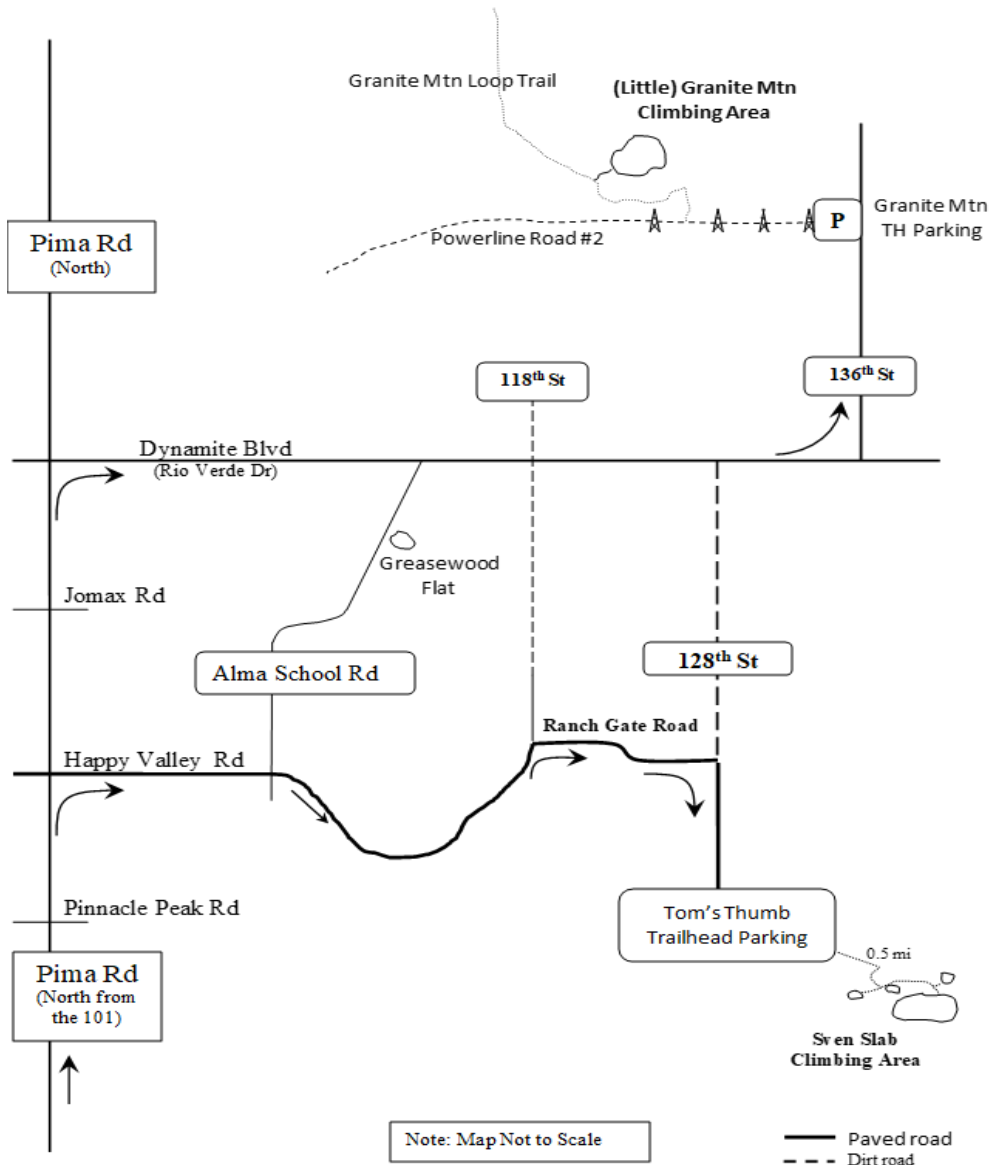 Granite Mtn Loop Trail
(Little) Granite Mtn
Climbing Area
Pima Rd
(North)
Powerline Road #2
P
Granite Mtn
TH Parking
118th St
136th St
Dynamite Blvd
(Rio Verde Dr)
Greasewood
Flat
Jomax Rd
Alma School Rd
128th St
Ranch Gate Road
Happy Valley Rd
Pinnacle Peak Rd
Tom's Thumb
Trailhead Parking
0.5 mi
Pima Rd
(North from
the 101)
Sven Slab
Climbing Area
Note: Map Not to Scale
Paved road
Dirt road